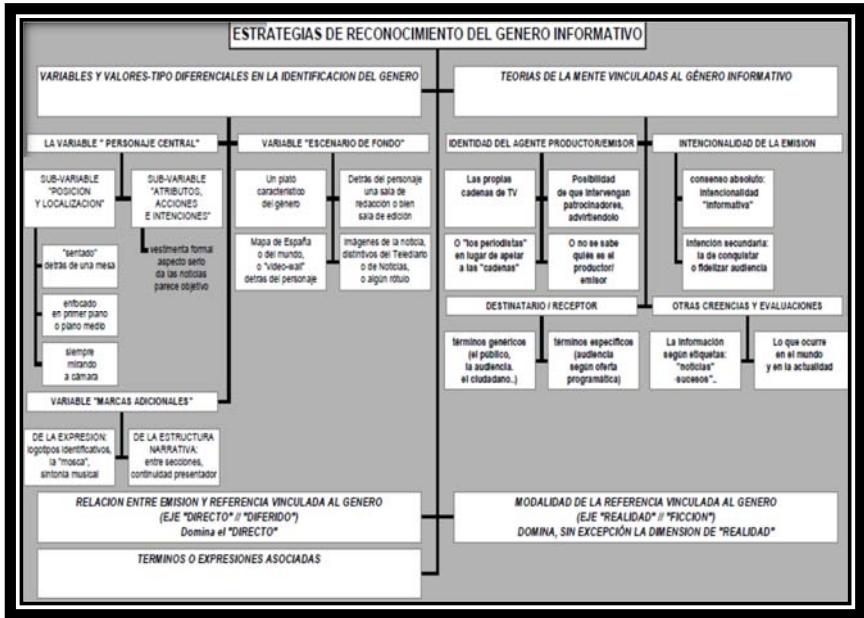 ESTRATEGIAS DE RECONOCIMIENTO DEL GENERO INFORMATIVO
VARIABLES Y VALORES-TIPO DIFERENCIALES EN LA IDENTIFICACION DEL GENERO
LA VARIABLE " PERSONAJE CENTRAL"
SUB-VARIABLE
"POSICION
Y LOCALIZACION"
"sentado"
detrás de una mesa
enfocado
en primer piano
o plano medio
siempre
mirando
a cámara
SUB-VARIABLE
"ATRIBUTOS,
ACCIONES
E INTENCIONES"
vestimenta formal
aspecto serio
da las noticias
parece objetivo
VARIABLE "ESCENARIO DE FONDO"
Un plató
característico
del género
Mapa de España
o del mundo,
o "video-wall"
detras del personaje
Detrás del personaje
una sala de
redacción o bien
sala de edición
Imágenes de la noticia,
distintivos del Telediario
o de Noticias,
o algún rótulo
VARIABLE "MARCAS ADICIONALES"
DE LA EXPRESION:
logotipos identificativos,
la "mosca",
sintonía musical
DE LA ESTRUCTURA
NARRATIVA:
entre secciones,
continuidad presentador
TEORIAS DE LA MENTE VINCULADAS AL GÉNERO INFORMATIVO
IDENTIDAD DEL AGENTE PRODUCTOR/EMISOR
Las propias
cadenas de TV
O "los periodistas"
en lugar de apelar
a las "cadenas"
Posibilidad
de que intervengan
patrocinadores,
advirtiendolo
O no se sabe
quiés es el
productor/
emisor
INTENCIONALIDAD DE LA EMISION
consenso absoluto:
Intencionalidad
"informativa"
Intención secundaria:
la de conquistar
o fidelizar audiencia
DESTINATARIO / RECEPTOR
términos genéricos
(el público,
la audiencia.
el ciudadano..)
términos específicos
(audiencia
según oferta
programática)
OTRAS CREENCIAS Y EVALUACIONES
La Información
según etiquetas:
"noticias"
-sucesos"..
Lo que ocurre
en el mundo
y en la actualidad
RELACION ENTRE EMISION Y REFERENCIA VINCULADA AL GENERO
(EJE "DIRECTO" // "DIFERIDO")
Domina el "DIRECTO"
MODALIDAD DE LA REFERENCIA VINCULADA AL GENERO
(EJE "REALIDAD" // "FICCION")
DOMINA, SIN EXCEPCIÓN LA DIMENSION DE "REALIDAD"
TERMINOS O EXPRESIONES ASOCIADAS